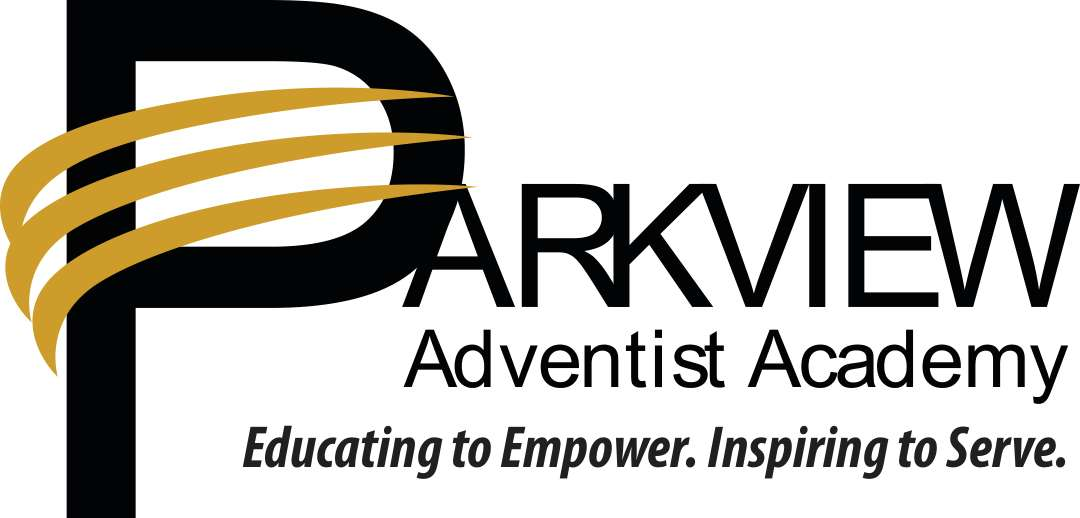 PARKVIEW
Adventist Academy
Educating to Empower. Inspiring to Serve.